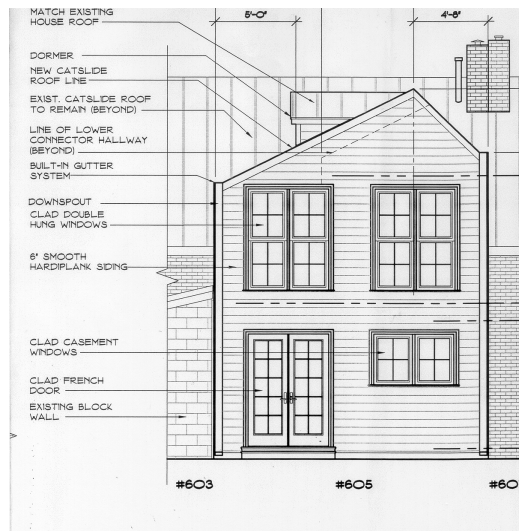 MATCH EXISTING
HOUSE ROOF
5'-0"
4'-8"
DORMER
NEW CATSLIDE
ROOF LINE
EXIST. CATSLIDE ROOF
TO REMAIN (BEYOND)
LINE OF LOWER
CONNECTOR HALLWAY
(BEYOND)
BUILT-IN GUTTER
SYSTEM
DOWNSPOUT
CLAD DOUBLE
HUNG WINDOWS
6" SMOOTH
HARDIPLANK SIDING
CLAD CASEMENT
WINDOWS
CLAD FRENCH
DOOR
EXISTING BLOCK
WALL
#603
#605
#60